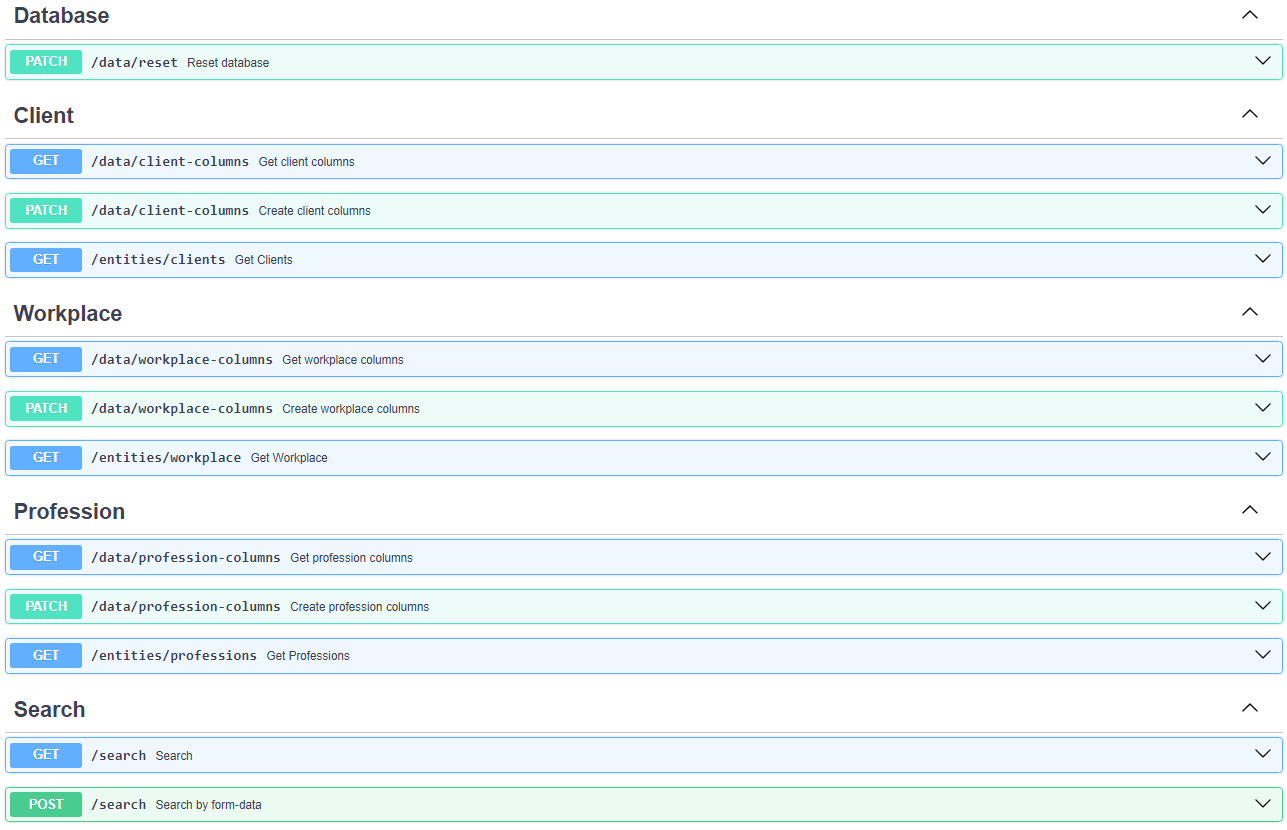 Database
PATCH /data/reset Reset database
Client
GET /data/client-columns Get client columns
PATCH /data/client-columns Create client columns
GET /entities/clients Get Clients
Workplace
GET /data/workplace-columns Get workplace columns
PATCH /data/workplace-columns Create workplace columns
GET /entities/workplace Get Workplace
Profession
GET /data/profession-columns Get profession columns
PATCH /data/profession-columns Create profession columns
GET /entities/professions Get Professions
Search
GET /search Search
POST /search Search by form-data